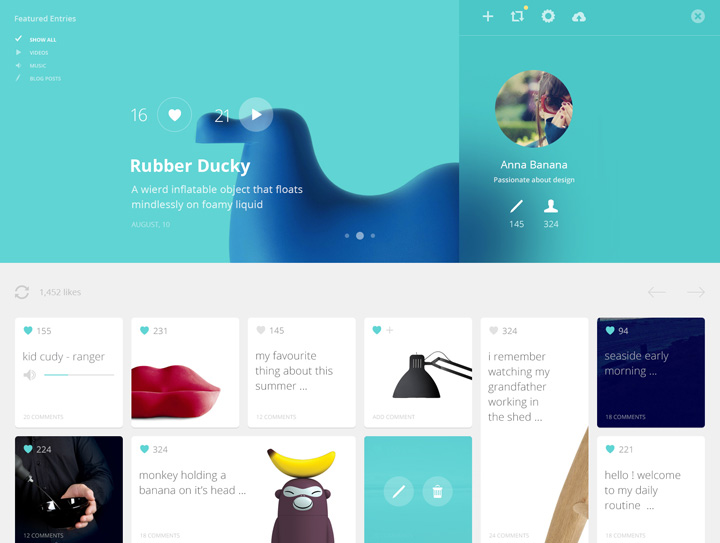 Featured Entries
SHOW ALL
VIDEOS
MUSIC
BLOG POSTS
16
21
Rubber Ducky
A wierd inflatable object that floats
mindlessly on foamy liquid
AUGUST, 10
Anna Banana
Passionate about design
145
324
1,452 likes
155
kid cudy - ranger
20 COMMENTS
231
145
my favourite
thing about this
summer ...
12 COMMENTS
+
ADD COMMENT
324
i remember
watching my
grandfather
working in
the shed ...
24 COMMENTS
94
seaside early
morning ...
18 COMMENTS
224
12 COMMENTS
324
monkey holding a
banana on it's head ...
18 COMMENTS
221
hello ! welcome
to my daily
routine ...
18 COMMENTS